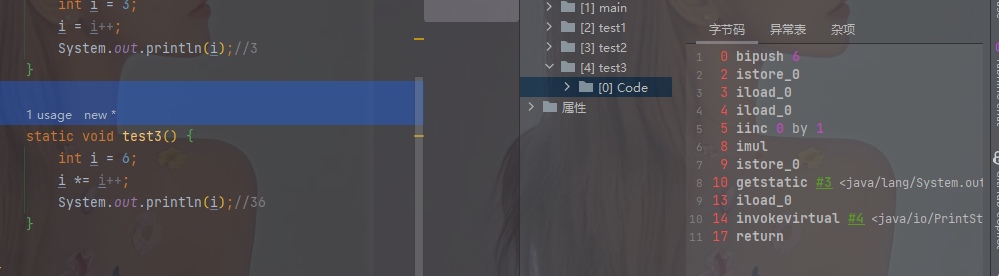 int i = 3;
i = i++;
System.out.println(i);//3
}
1 usage new *
static void test3() {
int i = 6;
i *= i++;
System.out.println(i);//36
}
[1] main
[2] test1
[3] test2
[4] test3
[0] Code
属性
字节码 异常表 杂项
1 0 bipush 6
2 2 istore_0
3 3 iload_0
4 4 iload_0
5 5 iinc 0 by 1
6 8 imul
7 9 istore_0
8 10 getstatic #3 <java/lang/System.out
9 13 iload_0
10 14 invokevirtual #4 <java/io/PrintSt
11 17 return